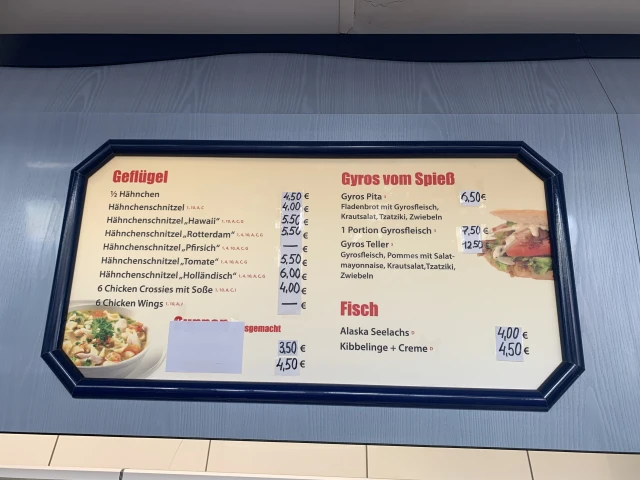 Geflügel
½ Hähnchen 4,50 €
Hähnchenschnitzel 1, 10, A, C 4,00 €
Hähnchenschnitzel „Hawaii“ 5,50 €
Hähnchenschnitzel „Rotterdam“ 5,50 €
Hähnchenschnitzel „Pfirsich“ — €
Hähnchenschnitzel „Tomate“ 5,50 €
Hähnchenschnitzel „Holländisch“ 6,00 €
6 Chicken Crossies mit Soße 4,00 €
6 Chicken Wings — €
Suppen
3,50 €
4,50 €
Gyros vom Spieß
Gyros Pita 6,50 €
Fladenbrot mit Gyrosfleisch,
Krautsalat, Tzatziki, Zwiebeln
1 Portion Gyrosfleisch 7,50 €
Gyros Teller 12,50
Gyrosfleisch, Pommes mit Salat-
mayonnaise, Krautsalat,Tzatziki,
Zwiebeln
Fisch
Alaska Seelachs D 4,00 €
Kibbelinge + Creme D 4,50 €